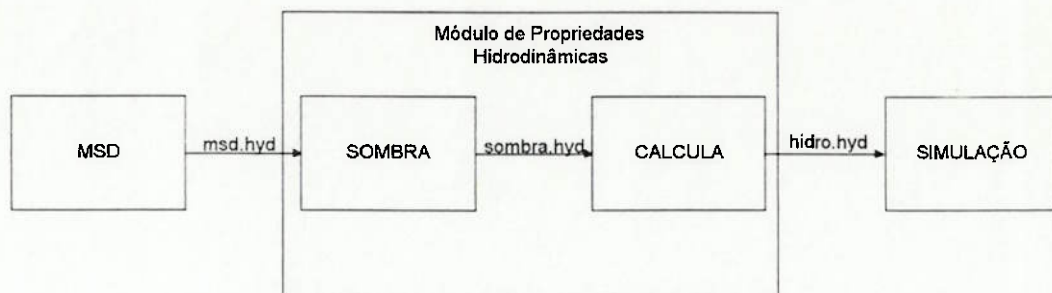 Módulo de Propriedades
Hidrodinâmicas
MSD
msd.hyd
SOMBRA
sombra.hyd
CALCULA
hidro.hyd
SIMULAÇÃO